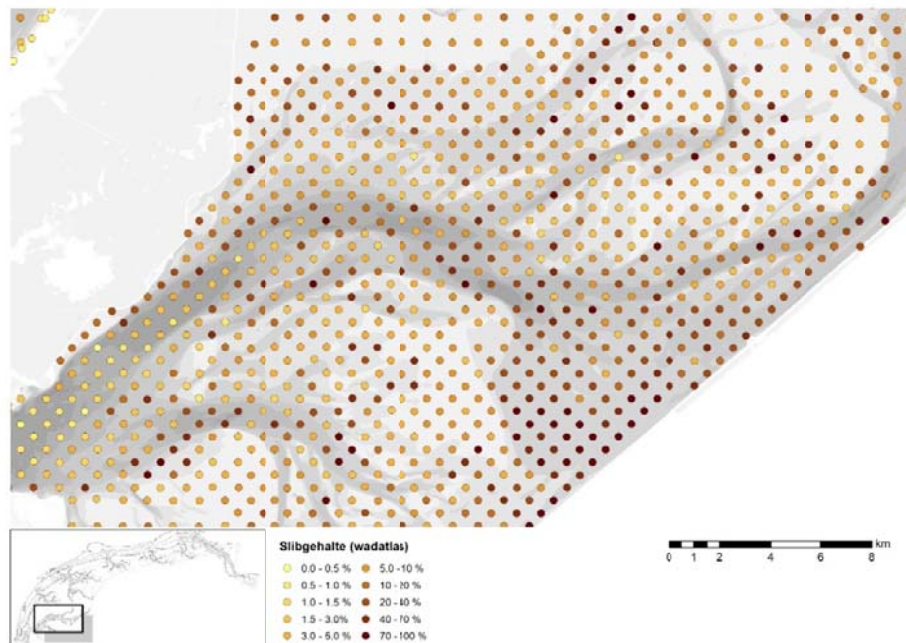 Slibgehalte (wadatlas)
0.0 - 0.5 % 5.0 - 10 %
0.5 - 1.0 % 10 - 20 %
1.0 - 1.5 % 20 - 40 %
1.5 - 3.0% 40 - 70 %
3.0 - 5.0 % 70 - 100 %
km
0 1 2 4 6 8